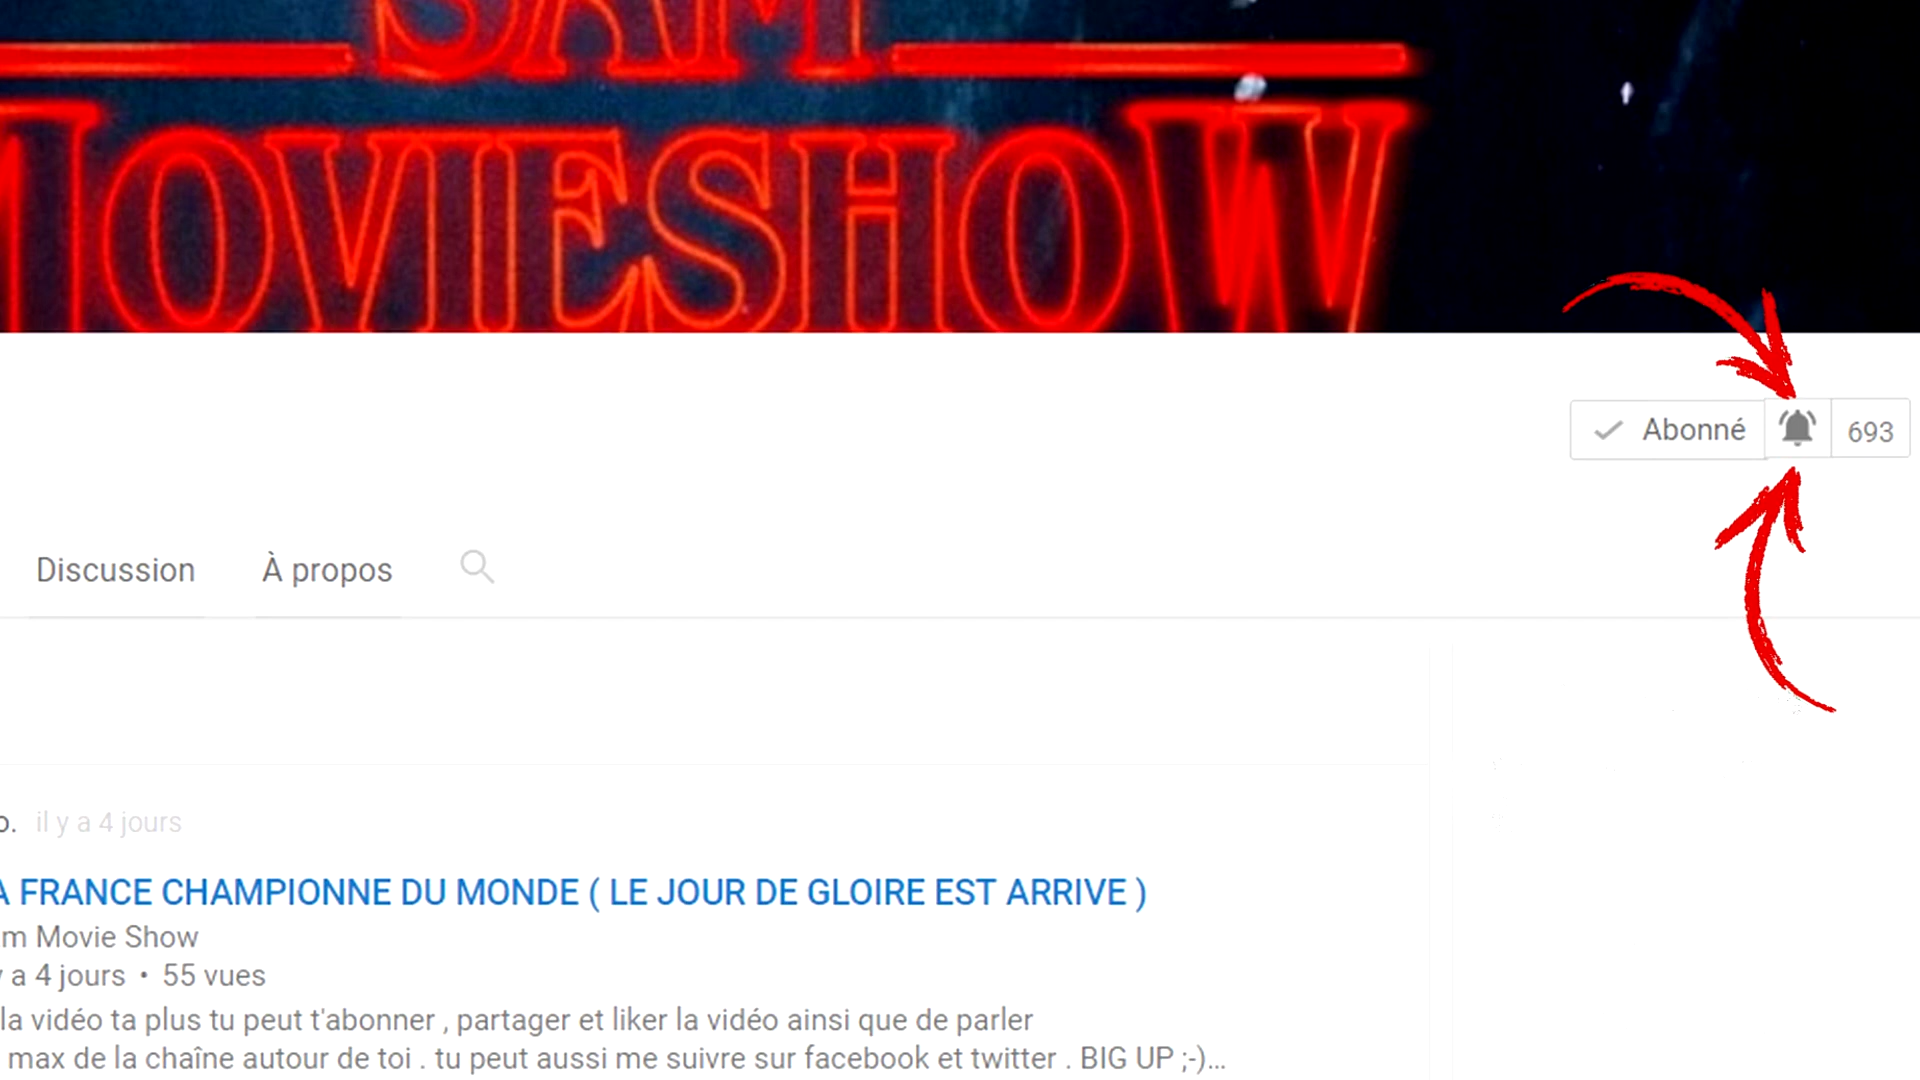 SAM
MOVIESHOW
Abonné
693
Discussion
À propos
il y a 4 jours
FRANCE CHAMPIONNE DU MONDE ( LE JOUR DE GLOIRE EST ARRIVE )
Movie Show
a 4 jours • 55 vues
la vidéo ta plus tu peut t'abonner , partager et liker la vidéo ainsi que de parler
max de la chaîne autour de toi . tu peut aussi me suivre sur facebook et twitter . BIG UP ;-)...